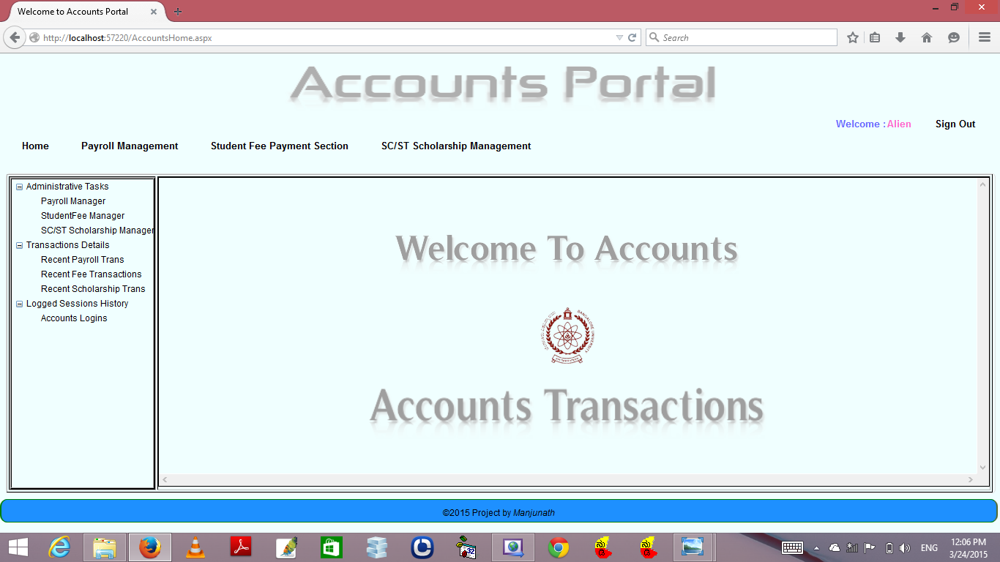 Welcome to Accounts Portal
http://localhost:57220/AccountsHome.aspx
Search
Accounts Portal
Welcome : Alien Sign Out
Home Payroll Management Student Fee Payment Section SC/ST Scholarship Management
Administrative Tasks
Payroll Manager
StudentFee Manager
SC/ST Scholarship Manager
Transactions Details
Recent Payroll Trans
Recent Fee Transactions
Recent Scholarship Trans
Logged Sessions History
Accounts Logins
Welcome To Accounts
BANGALORE UNIVERSITY
Accounts Transactions
©2015 Project by Manjunath
32
ENG
12:06 PM
3/24/2015